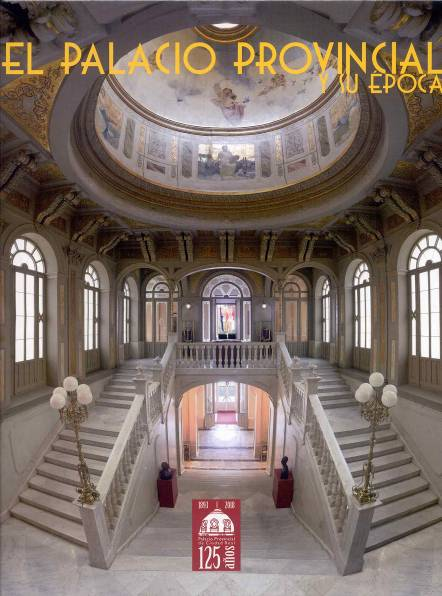 EL PALACIO PROVINCIAL
Y SU ÉPOCA
1893 | 2018
Palacio Provincial
de Ciudad Real
125 años